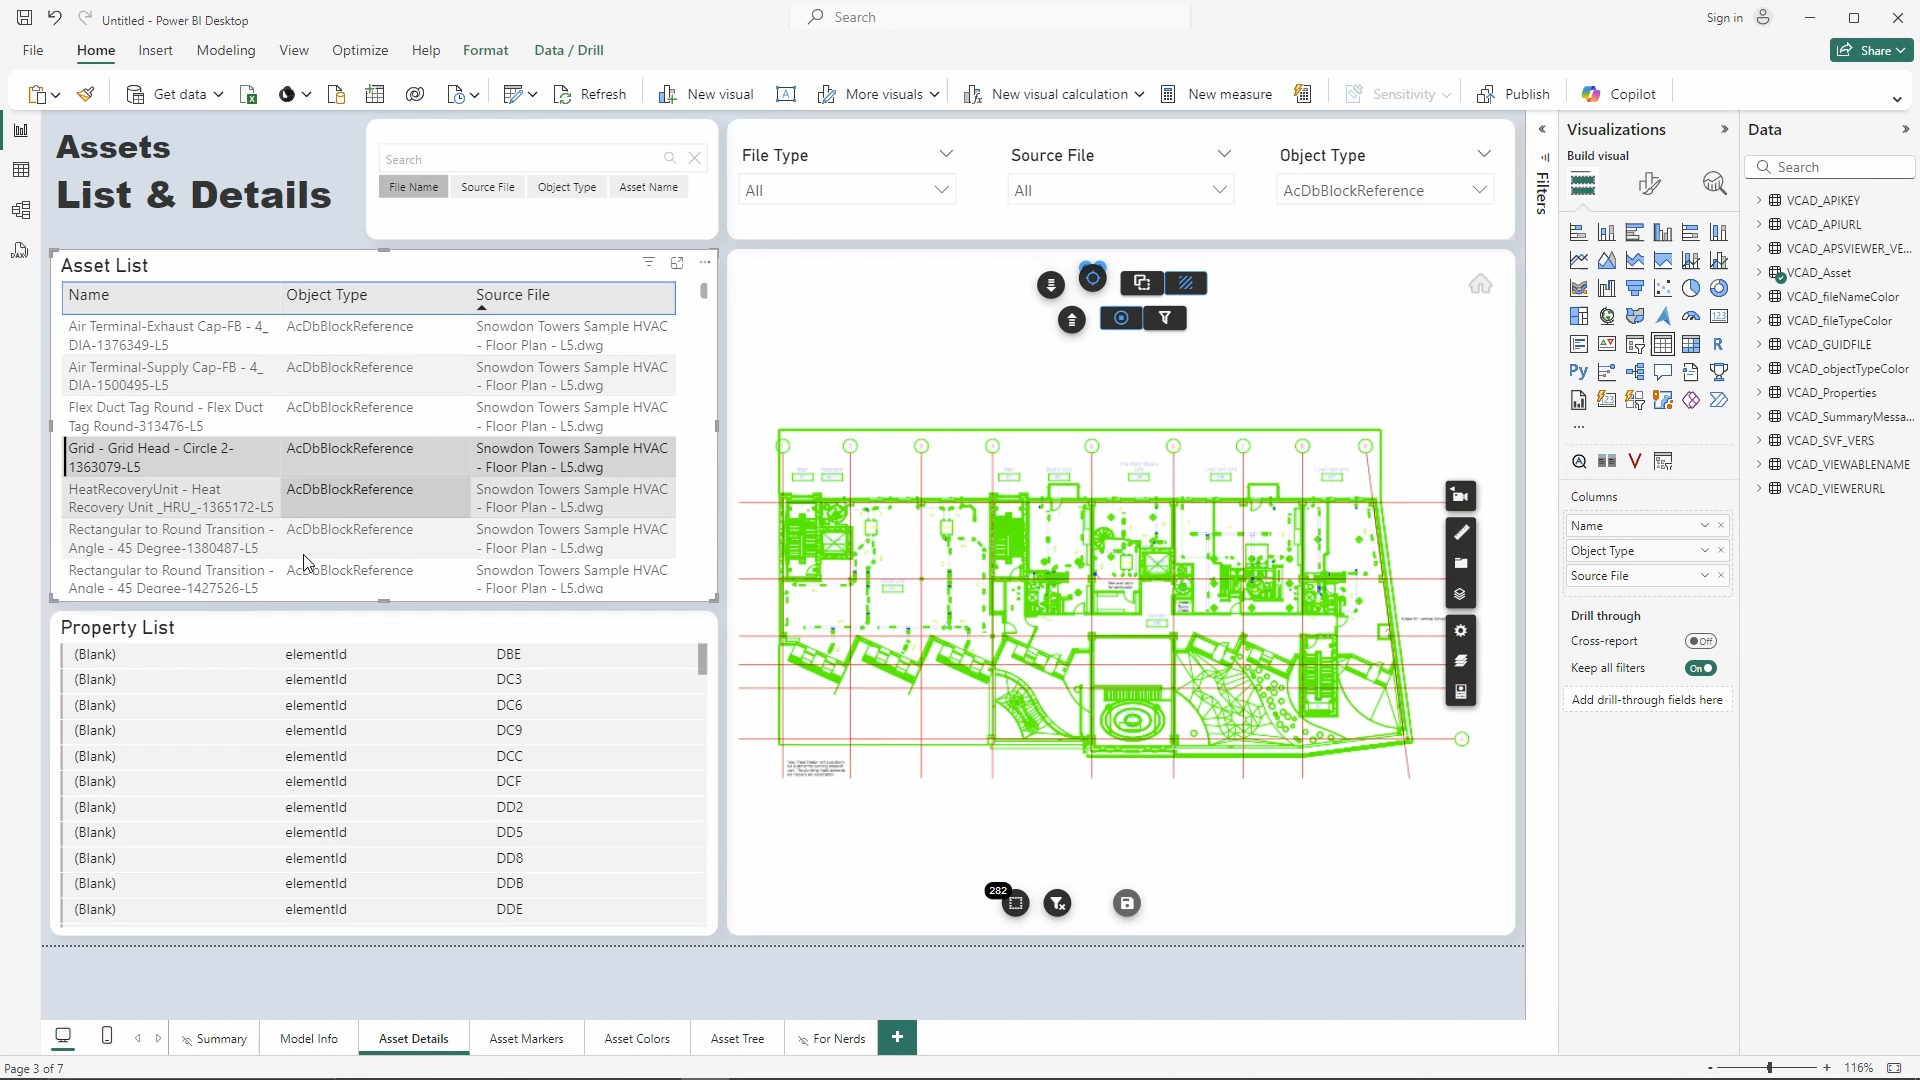 Untitled - Power BI Desktop
Search
Sign in
File
Home
Insert
Modeling
View
Optimize
Help
Format
Data / Drill
Share
Get data
Refresh
New visual
More visuals
New visual calculation
New measure
Sensitivity
Publish
Copilot
Assets
List & Details
Search
File Name
Source File
Object Type
Asset Name
File Type
All
Source File
All
Object Type
AcDbBlockReference
Filters
Asset List
Name
Object Type
Source File
Air Terminal-Exhaust Cap-FB - 4_
DIA-1376349-L5
AcDbBlockReference
Snowdon Towers Sample HVAC
- Floor Plan - L5.dwg
Air Terminal-Supply Cap-FB - 4_
DIA-1500495-L5
AcDbBlockReference
Snowdon Towers Sample HVAC
- Floor Plan - L5.dwg
Flex Duct Tag Round - Flex Duct
Tag Round-313476-L5
AcDbBlockReference
Snowdon Towers Sample HVAC
- Floor Plan - L5.dwg
Grid - Grid Head - Circle 2-
1363079-L5
AcDbBlockReference
Snowdon Towers Sample HVAC
- Floor Plan - L5.dwg
HeatRecoveryUnit - Heat
Recovery Unit _HRU_-1365172-L5
AcDbBlockReference
Snowdon Towers Sample HVAC
- Floor Plan - L5.dwg
Rectangular to Round Transition -
Angle - 45 Degree-1380487-L5
AcDbBlockReference
Snowdon Towers Sample HVAC
- Floor Plan - L5.dwg
Rectangular to Round Transition -
Angle - 45 Degree-1427526-L5
AcDbBlockReference
Snowdon Towers Sample HVAC
- Floor Plan - L5.dwg
Property List
(Blank) elementId DBE
(Blank) elementId DC3
(Blank) elementId DC6
(Blank) elementId DC9
(Blank) elementId DCC
(Blank) elementId DCF
(Blank) elementId DD2
(Blank) elementId DD5
(Blank) elementId DD8
(Blank) elementId DDB
(Blank) elementId DDE
282
Visualizations
Build visual
123
R
Py
Columns
Name
Object Type
Source File
Drill through
Cross-report
Off
Keep all filters
On
Add drill-through fields here
Data
Search
VCAD_APIKEY
VCAD_APIURL
VCAD_APSVIEWER_VE...
VCAD_Asset
VCAD_fileNameColor
VCAD_fileTypeColor
VCAD_GUIDFILE
VCAD_objectTypeColor
VCAD_Properties
VCAD_SummaryMessa...
VCAD_SVF_VERS
VCAD_VIEWABLENAME
VCAD_VIEWERURL
Summary
Model Info
Asset Details
Asset Markers
Asset Colors
Asset Tree
For Nerds
Page 3 of 7
116%